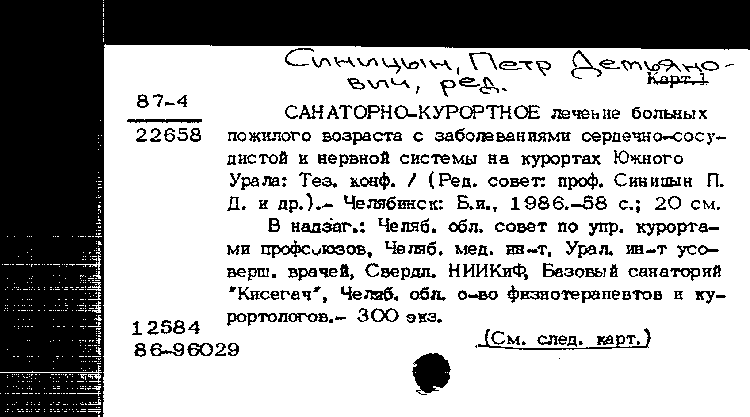 Синицын, Петр Демьяно-
вич, ред.
Карт.1
87-4
22658
САНАТОРНО-КУРОРТНОЕ лечение больных
пожилого возраста с заболеваниями сердечно-сосу-
дистой и нервной системы на курортах Южного
Урала: Тез. конф. / (Ред. совет: проф. Синицын П.
Д. и др.).- Челябинск: Б.и., 1986.-58 с.; 20 см.
В надзаг.: Челяб. обл. совет по упр. курорта-
ми профсоюзов, Челяб. мед. ин-т, Урал. ин-т усо-
верш. врачей, Свердл. НИИКиФ, Базовый санаторий
"Кисегач", Челяб. обл. о-во физиотерапевтов и ку-
рортологов.- 300 экз.
12584
86-96029
(См. след. карт.)